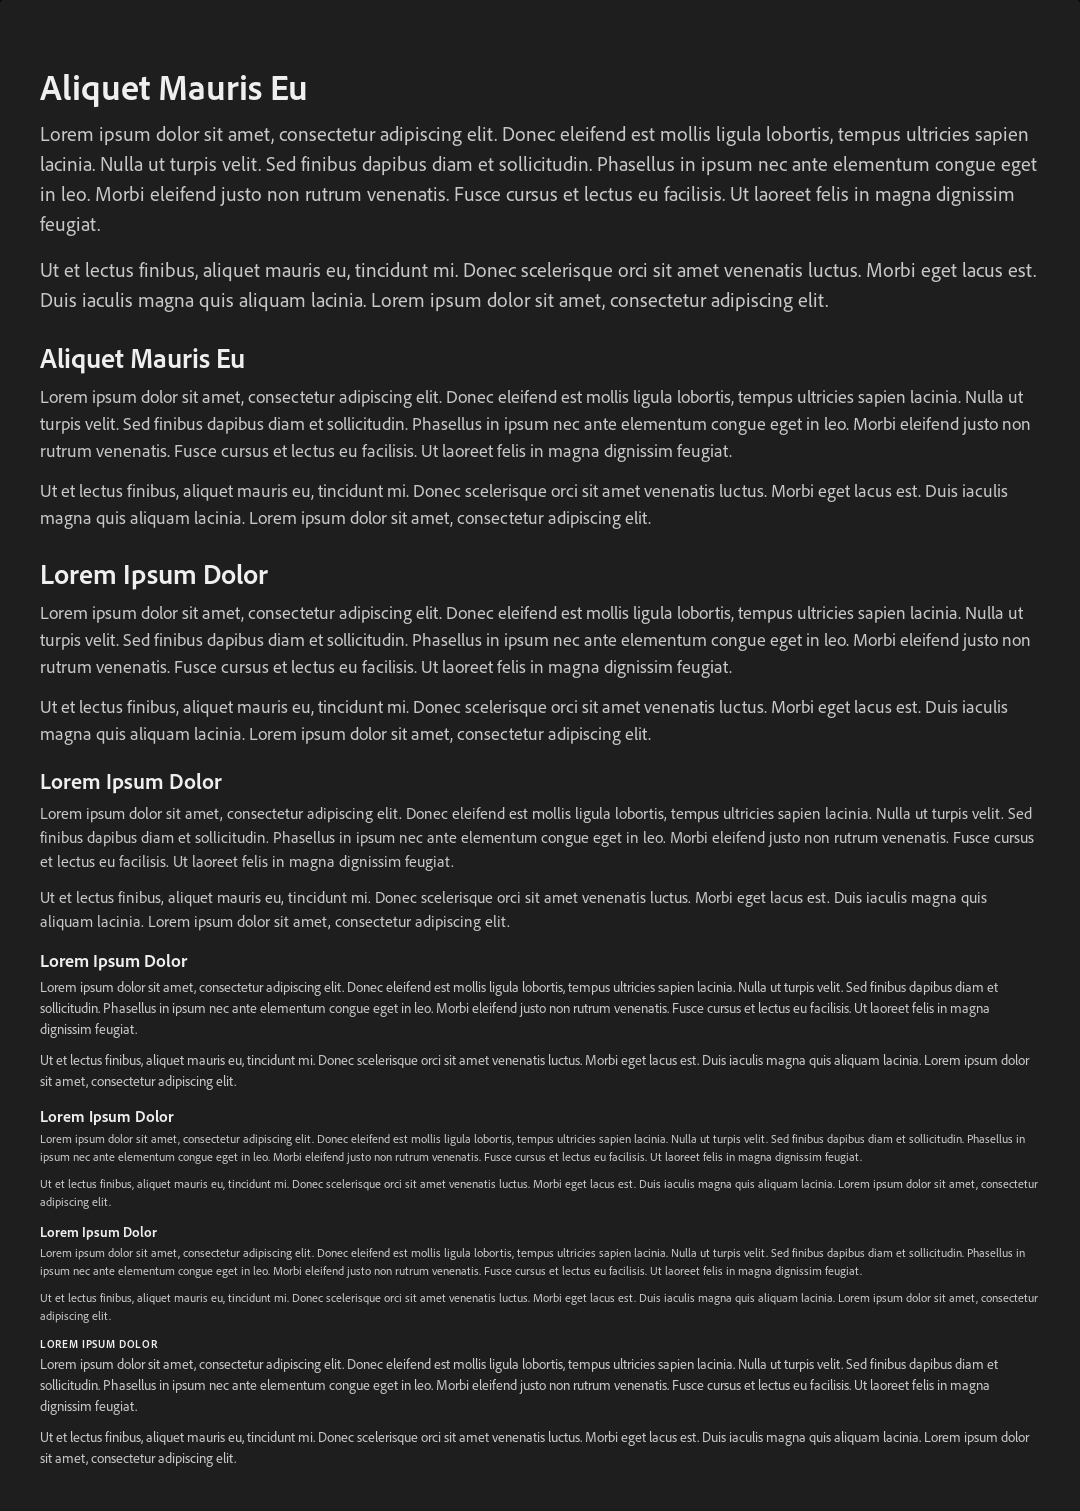 Aliquet Mauris Eu
Lorem ipsum dolor sit amet, consectetur adipiscing elit. Donec eleifend est mollis ligula lobortis, tempus ultricies sapien
lacinia. Nulla ut turpis velit. Sed finibus dapibus diam et sollicitudin. Phasellus in ipsum nec ante elementum congue eget
in leo. Morbi eleifend justo non rutrum venenatis. Fusce cursus et lectus eu facilisis. Ut laoreet felis in magna dignissim
feugiat.
Ut et lectus finibus, aliquet mauris eu, tincidunt mi. Donec scelerisque orci sit amet venenatis luctus. Morbi eget lacus est.
Duis iaculis magna quis aliquam lacinia. Lorem ipsum dolor sit amet, consectetur adipiscing elit.
Aliquet Mauris Eu
Lorem ipsum dolor sit amet, consectetur adipiscing elit. Donec eleifend est mollis ligula lobortis, tempus ultricies sapien lacinia. Nulla ut
turpis velit. Sed finibus dapibus diam et sollicitudin. Phasellus in ipsum nec ante elementum congue eget in leo. Morbi eleifend justo non
rutrum venenatis. Fusce cursus et lectus eu facilisis. Ut laoreet felis in magna dignissim feugiat.
Ut et lectus finibus, aliquet mauris eu, tincidunt mi. Donec scelerisque orci sit amet venenatis luctus. Morbi eget lacus est. Duis iaculis
magna quis aliquam lacinia. Lorem ipsum dolor sit amet, consectetur adipiscing elit.
Lorem Ipsum Dolor
Lorem ipsum dolor sit amet, consectetur adipiscing elit. Donec eleifend est mollis ligula lobortis, tempus ultricies sapien lacinia. Nulla ut
turpis velit. Sed finibus dapibus diam et sollicitudin. Phasellus in ipsum nec ante elementum congue eget in leo. Morbi eleifend justo non
rutrum venenatis. Fusce cursus et lectus eu facilisis. Ut laoreet felis in magna dignissim feugiat.
Ut et lectus finibus, aliquet mauris eu, tincidunt mi. Donec scelerisque orci sit amet venenatis luctus. Morbi eget lacus est. Duis iaculis
magna quis aliquam lacinia. Lorem ipsum dolor sit amet, consectetur adipiscing elit.
Lorem Ipsum Dolor
Lorem ipsum dolor sit amet, consectetur adipiscing elit. Donec eleifend est mollis ligula lobortis, tempus ultricies sapien lacinia. Nulla ut turpis velit. Sed
finibus dapibus diam et sollicitudin. Phasellus in ipsum nec ante elementum congue eget in leo. Morbi eleifend justo non rutrum venenatis. Fusce cursus
et lectus eu facilisis. Ut laoreet felis in magna dignissim feugiat.
Ut et lectus finibus, aliquet mauris eu, tincidunt mi. Donec scelerisque orci sit amet venenatis luctus. Morbi eget lacus est. Duis iaculis magna quis
aliquam lacinia. Lorem ipsum dolor sit amet, consectetur adipiscing elit.
Lorem Ipsum Dolor
Lorem ipsum dolor sit amet, consectetur adipiscing elit. Donec eleifend est mollis ligula lobortis, tempus ultricies sapien lacinia. Nulla ut turpis velit. Sed finibus dapibus diam et
sollicitudin. Phasellus in ipsum nec ante elementum congue eget in leo. Morbi eleifend justo non rutrum venenatis. Fusce cursus et lectus eu facilisis. Ut laoreet felis in magna
dignissim feugiat.
Ut et lectus finibus, aliquet mauris eu, tincidunt mi. Donec scelerisque orci sit amet venenatis luctus. Morbi eget lacus est. Duis iaculis magna quis aliquam lacinia. Lorem ipsum dolor
sit amet, consectetur adipiscing elit.
Lorem Ipsum Dolor
Lorem ipsum dolor sit amet, consectetur adipiscing elit. Donec eleifend est mollis ligula lobortis, tempus ultricies sapien lacinia. Nulla ut turpis velit. Sed finibus dapibus diam et sollicitudin. Phasellus in
ipsum nec ante elementum congue eget in leo. Morbi eleifend justo non rutrum venenatis. Fusce cursus et lectus eu facilisis. Ut laoreet felis in magna dignissim feugiat.
Ut et lectus finibus, aliquet mauris eu, tincidunt mi. Donec scelerisque orci sit amet venenatis luctus. Morbi eget lacus est. Duis iaculis magna quis aliquam lacinia. Lorem ipsum dolor sit amet, consectetur
adipiscing elit.
Lorem Ipsum Dolor
Lorem ipsum dolor sit amet, consectetur adipiscing elit. Donec eleifend est mollis ligula lobortis, tempus ultricies sapien lacinia. Nulla ut turpis velit. Sed finibus dapibus diam et sollicitudin. Phasellus in
ipsum nec ante elementum congue eget in leo. Morbi eleifend justo non rutrum venenatis. Fusce cursus et lectus eu facilisis. Ut laoreet felis in magna dignissim feugiat.
Ut et lectus finibus, aliquet mauris eu, tincidunt mi. Donec scelerisque orci sit amet venenatis luctus. Morbi eget lacus est. Duis iaculis magna quis aliquam lacinia. Lorem ipsum dolor sit amet, consectetur
adipiscing elit.
LOREM IPSUM DOLOR
Lorem ipsum dolor sit amet, consectetur adipiscing elit. Donec eleifend est mollis ligula lobortis, tempus ultricies sapien lacinia. Nulla ut turpis velit. Sed finibus dapibus diam et
sollicitudin. Phasellus in ipsum nec ante elementum congue eget in leo. Morbi eleifend justo non rutrum venenatis. Fusce cursus et lectus eu facilisis. Ut laoreet felis in magna
dignissim feugiat.
Ut et lectus finibus, aliquet mauris eu, tincidunt mi. Donec scelerisque orci sit amet venenatis luctus. Morbi eget lacus est. Duis iaculis magna quis aliquam lacinia. Lorem ipsum dolor
sit amet, consectetur adipiscing elit.